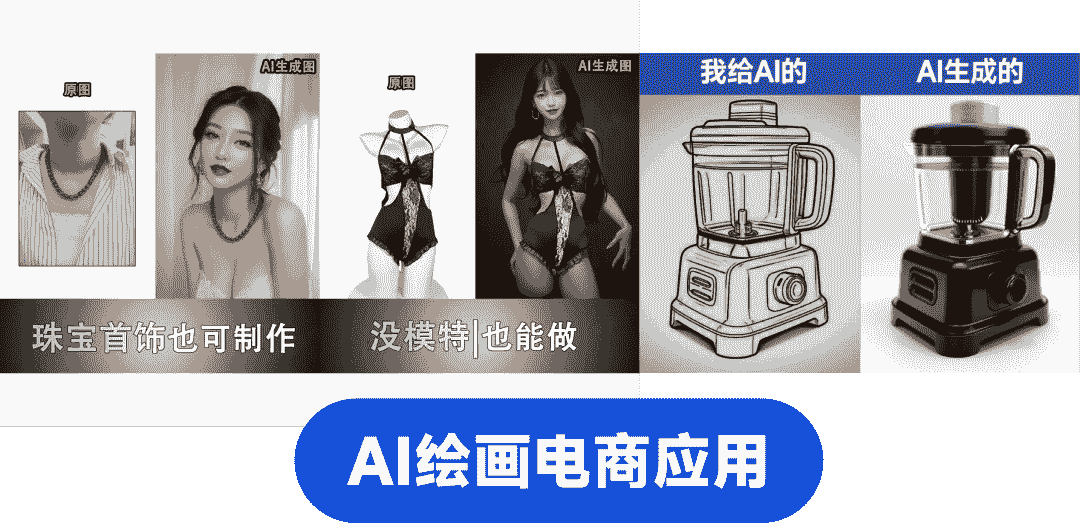 原图
AI生成图
原图
AI生成图
我给AI的
AI生成的
珠宝首饰也可制作
没模特|也能做
AI绘画电商应用